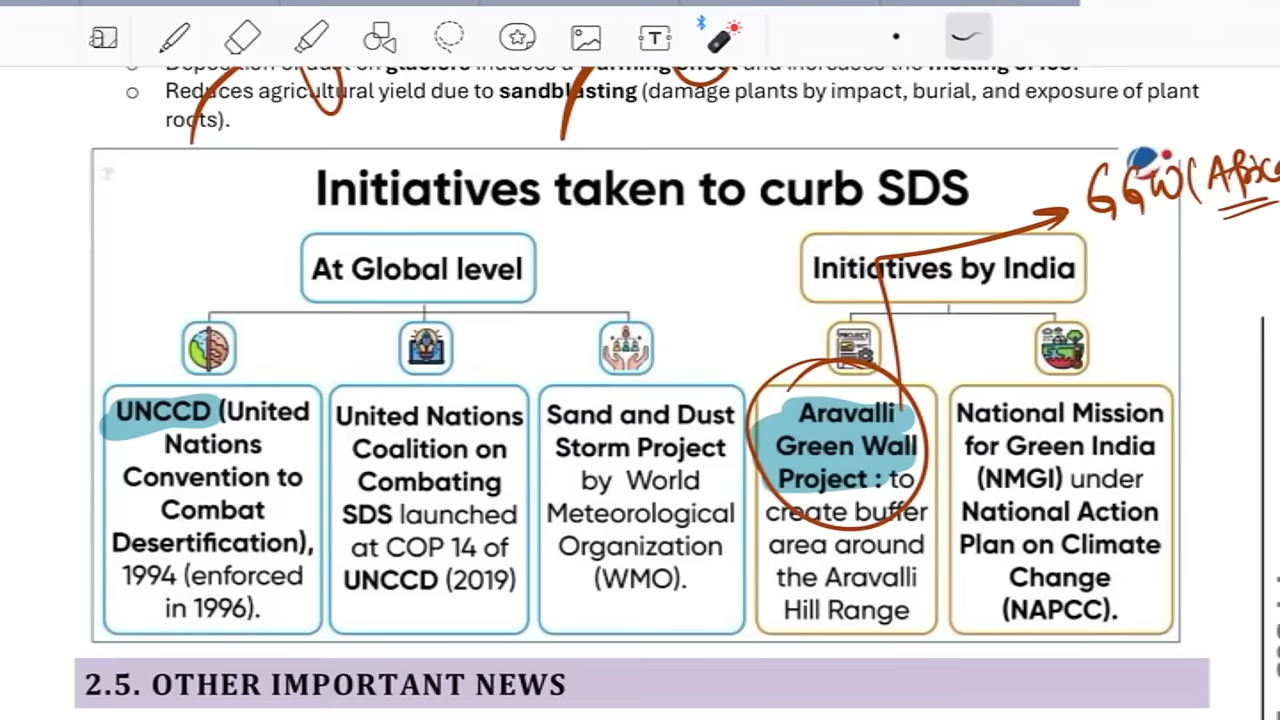 Reduces agricultural yield due to sandblasting (damage plants by impact, burial, and exposure of plant
roots).
GGW (Africa
Initiatives taken to curb SDS
At Global level
Initiatives by India
PROJECT
UNCCD (United
Nations
Convention to
Combat
Desertification),
1994 (enforced
in 1996).
United Nations
Coalition on
Combating
SDS launched
at COP 14 of
UNCCD (2019)
Sand and Dust
Storm Project
by World
Meteorological
Organization
(WMO).
Aravalli
Green Wall
Project : to
create buffer
area around
the Aravalli
Hill Range
National Mission
for Green India
(NMGI) under
National Action
Plan on Climate
Change
(NAPCC).
2.5. OTHER IMPORTANT NEWS